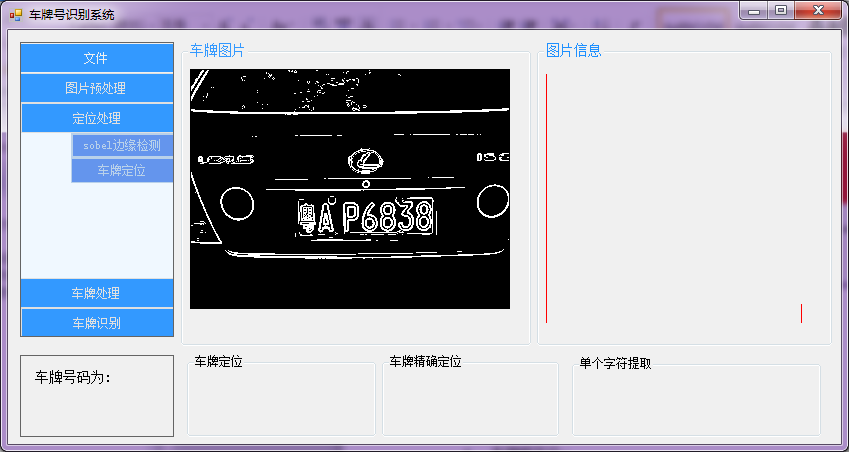 车牌号识别系统
文件
图片预处理
定位处理
sobel边缘检测
车牌定位
车牌处理
车牌识别
车牌号码为:
车牌图片
粤A P6838
图片信息
车牌定位
车牌精确定位
单个字符提取